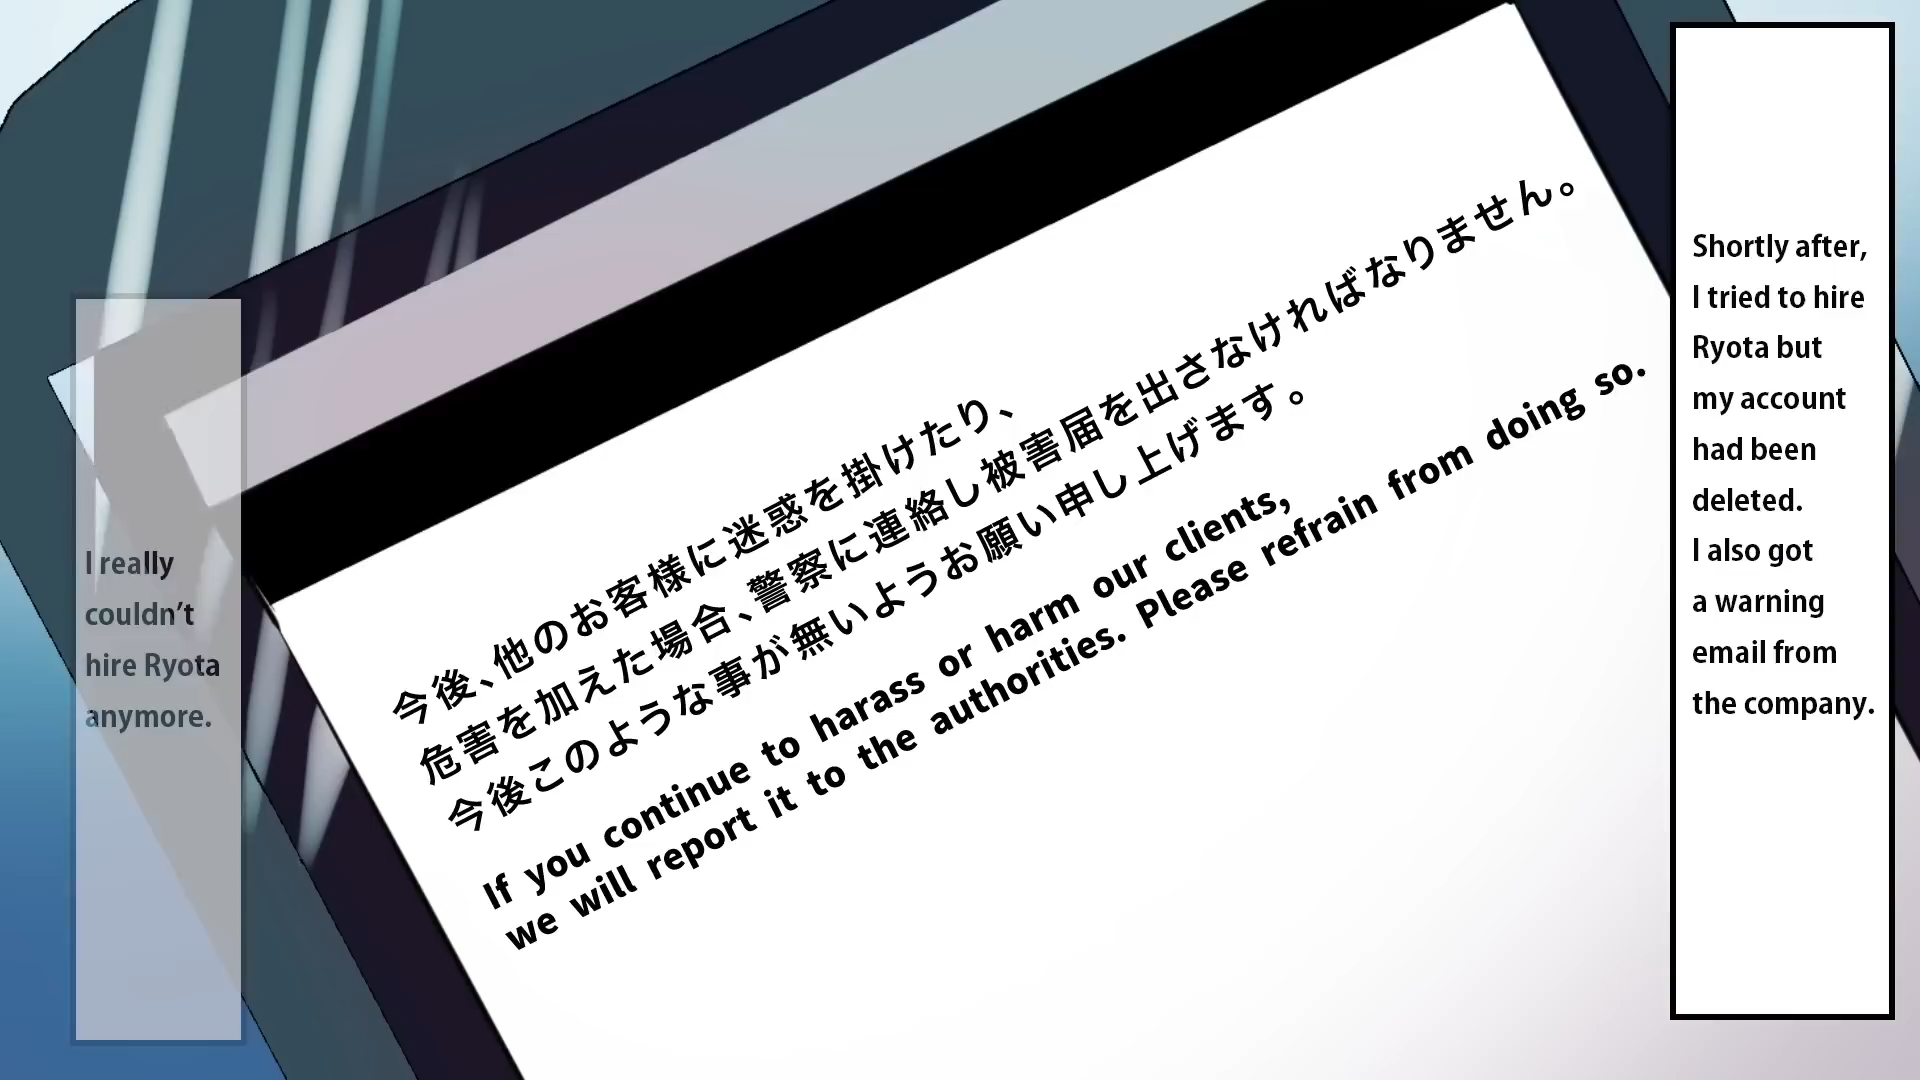 Shortly after,
I tried to hire
Ryota but
my account
had been
deleted.
I also got
a warning
email from
the company.
今後、他のお客様に迷惑を掛けたり、
危害を加えた場合、警察に連絡し被害届を出さなければなりません。
今後このような事が無いようお願い申し上げます。
If you continue to harass or harm our clients,
we will report it to the authorities. Please refrain from doing so.
I really
couldn't
hire Ryota
anymore.